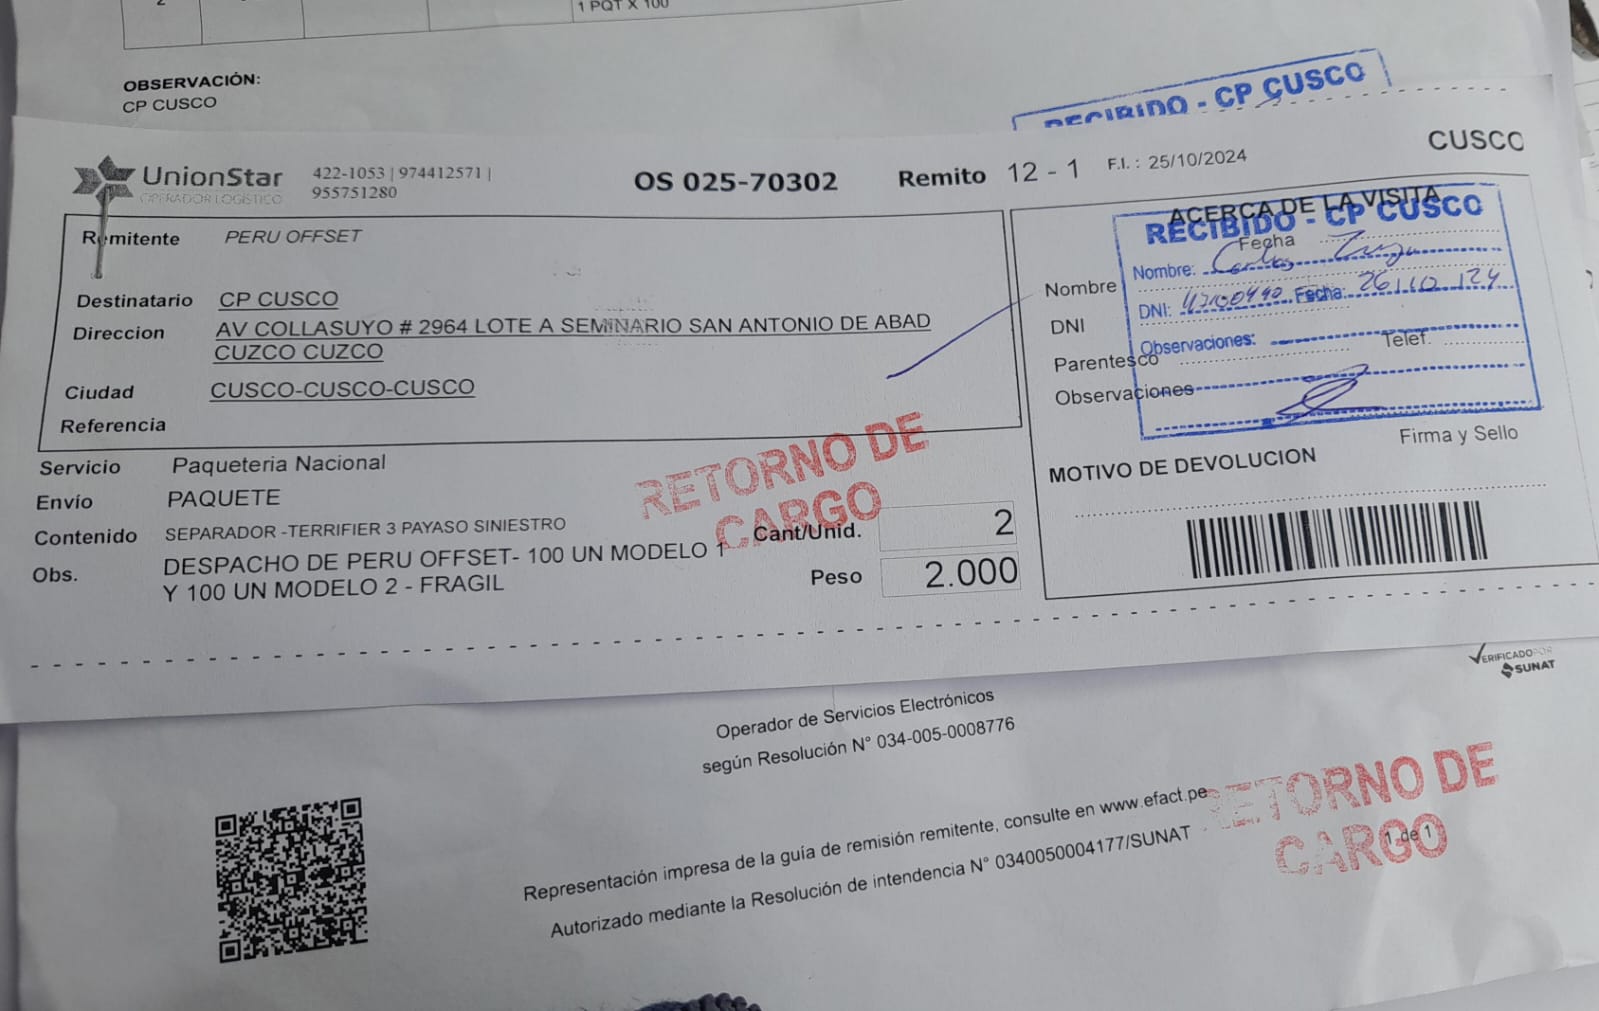 2
1 PQT X 100
OBSERVACIÓN:
CP CUSCO
RECIBIDO - CP CUSCO
UnionStar
OPERADOR LOGÍSTICO
422-1053 | 974412571 |
955751280
OS 025-70302
Remito 12 - 1
F.I. : 25/10/2024
CUSCO
Remitente PERU OFFSET
Destinatario CP CUSCO
Direccion AV COLLASUYO # 2964 LOTE A SEMINARIO SAN ANTONIO DE ABAD
CUZCO CUZCO
Ciudad CUSCO-CUSCO-CUSCO
Referencia
Servicio Paqueteria Nacional
Envío PAQUETE
Contenido SEPARADOR -TERRIFIER 3 PAYASO SINIESTRO
Obs. DESPACHO DE PERU OFFSET- 100 UN MODELO 1
Y 100 UN MODELO 2 - FRAGIL
Cant/Unid. 2
Peso 2.000
RETORNO DE
CARGO
ACERCA DE LA VISITA
Fecha
Nombre
DNI
Parentesco
Telef.
Observaciones
Firma y Sello
RECIBIDO - CP CUSCO
Nombre: Carlos
DNI: Fecha: 26/10/24
Observaciones:
MOTIVO DE DEVOLUCION
VERIFICADO POR
SUNAT
Operador de Servicios Electrónicos
según Resolución N° 034-005-0008776
Representación impresa de la guía de remisión remitente, consulte en www.efact.pe
Autorizado mediante la Resolución de intendencia N° 0340050004177/SUNAT
1 de 1
RETORNO DE
CARGO